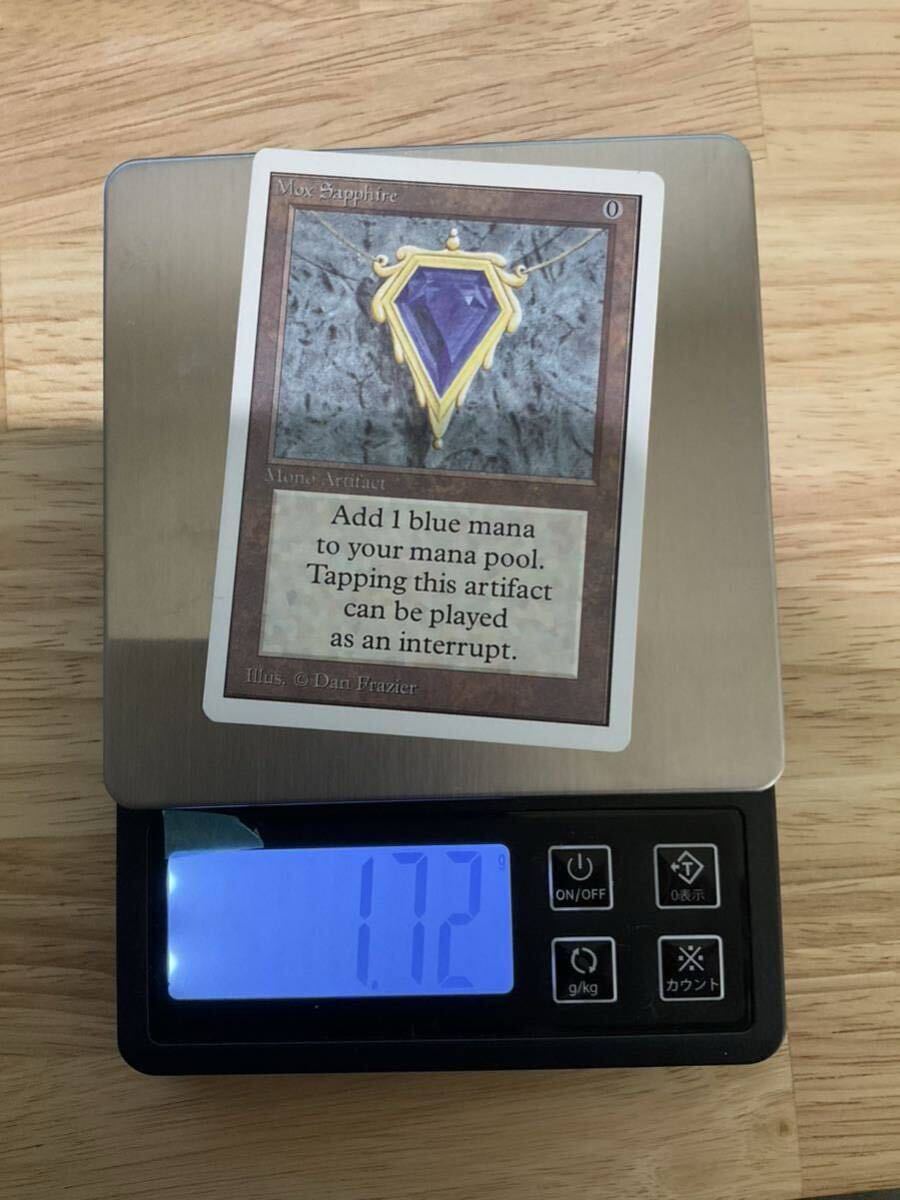 Mox Sapphire
0
Mono Artifact
Add 1 blue mana
to your mana pool.
Tapping this artifact
can be played
as an interrupt.
Illus. © Dan Frazier
1.72 g
ON/OFF
T
0表示
g/kg
※
カウント